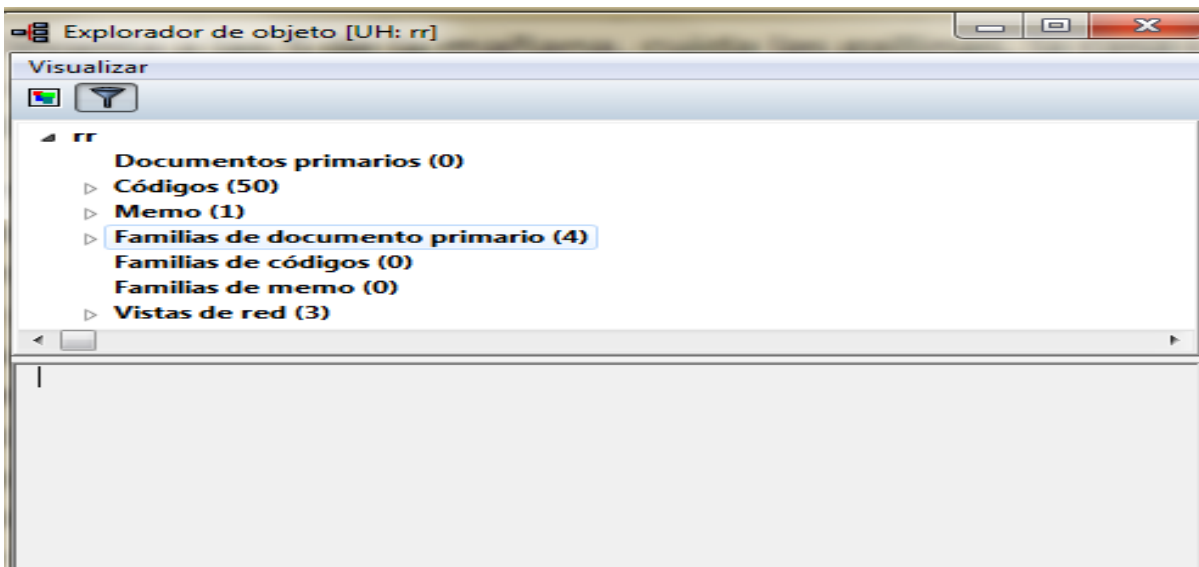 Explorador de objeto [UH: rr]
Visualizar
rr
Documentos primarios (0)
Códigos (50)
Memo (1)
Familias de documento primario (4)
Familias de códigos (0)
Familias de memo (0)
Vistas de red (3)